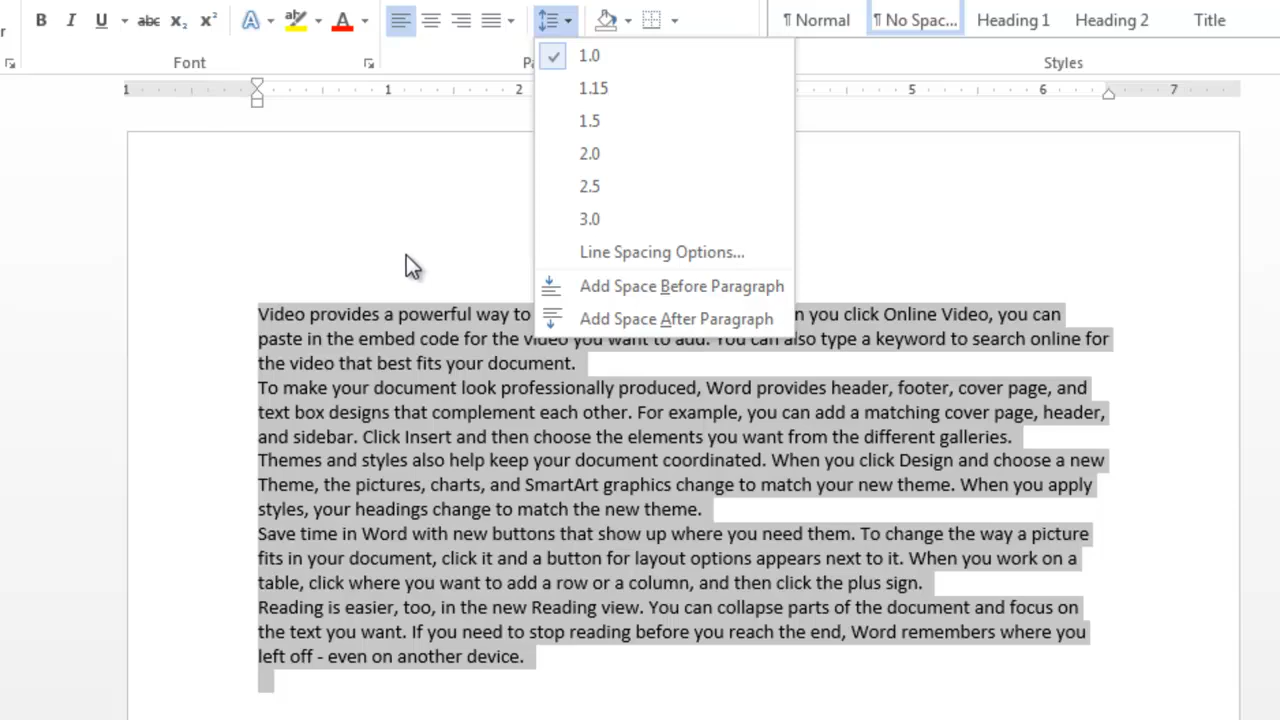 r B I U abc X₂ X² A aby A ¶ Normal ¶ No Spac... Heading 1 Heading 2 Title
Font Styles
1 1 2 5 6 7
1.0
1.15
1.5
2.0
2.5
3.0
Line Spacing Options...
Add Space Before Paragraph
Add Space After Paragraph
Video provides a powerful way to n you click Online Video, you can
paste in the embed code for the video you want to add. You can also type a keyword to search online for
the video that best fits your document.
To make your document look professionally produced, Word provides header, footer, cover page, and
text box designs that complement each other. For example, you can add a matching cover page, header,
and sidebar. Click Insert and then choose the elements you want from the different galleries.
Themes and styles also help keep your document coordinated. When you click Design and choose a new
Theme, the pictures, charts, and SmartArt graphics change to match your new theme. When you apply
styles, your headings change to match the new theme.
Save time in Word with new buttons that show up where you need them. To change the way a picture
fits in your document, click it and a button for layout options appears next to it. When you work on a
table, click where you want to add a row or a column, and then click the plus sign.
Reading is easier, too, in the new Reading view. You can collapse parts of the document and focus on
the text you want. If you need to stop reading before you reach the end, Word remembers where you
left off - even on another device.